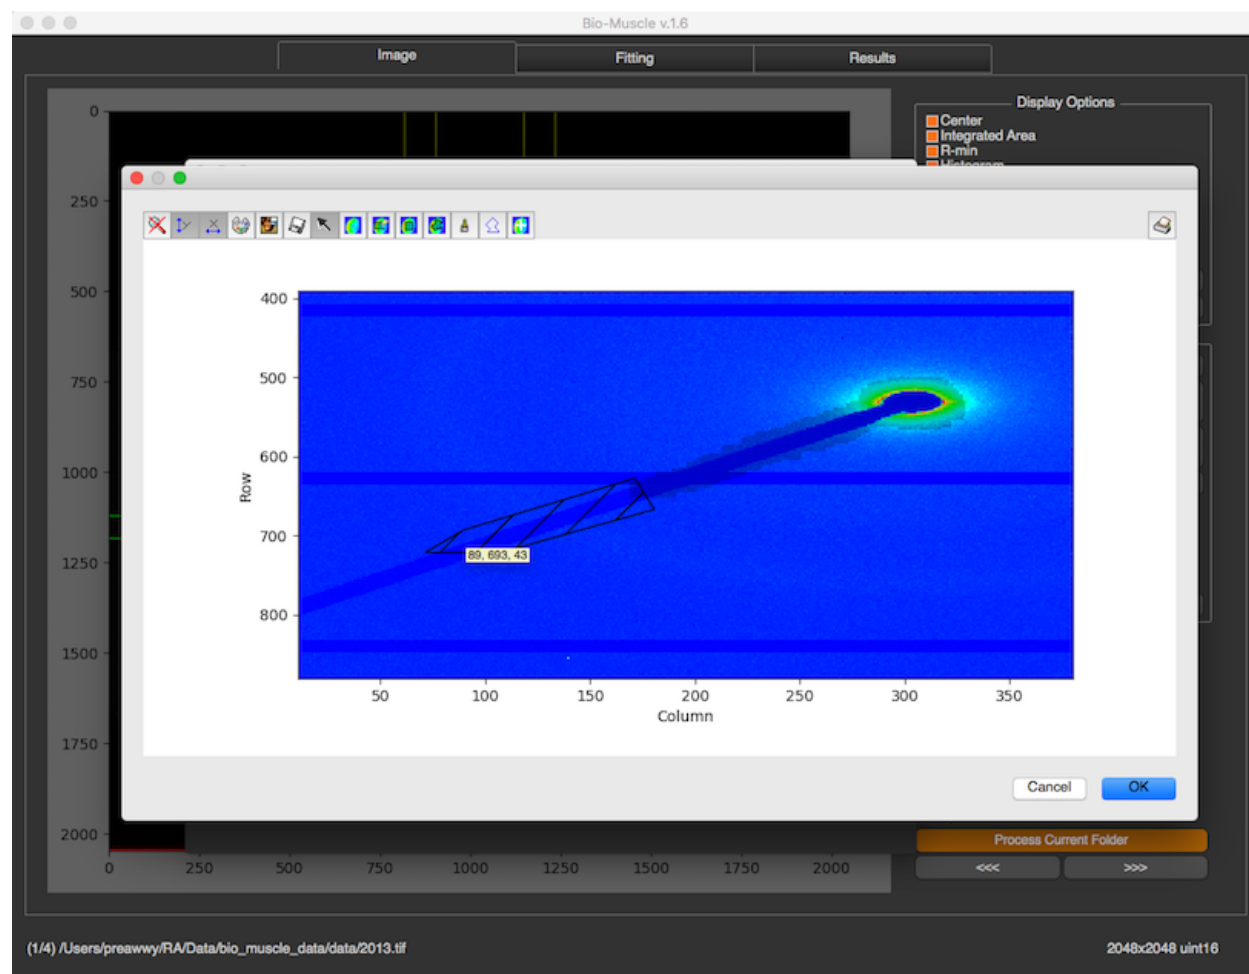 Bio-Muscle v.1.6
Image Fitting Results
Display Options
Center
Integrated Area
R-min
Histogram
0
250
500
750
1000
1250
1500
1750
2000
0 250 500 750 1000 1250 1500 1750 2000
400
500
600
700
800
Row
89, 693, 43
50 100 150 200 250 300 350
Column
Cancel OK
Process Current Folder
<<< >>>
(1/4) /Users/preawwy/RA/Data/bio_muscle_data/data/2013.tif 2048x2048 uint16